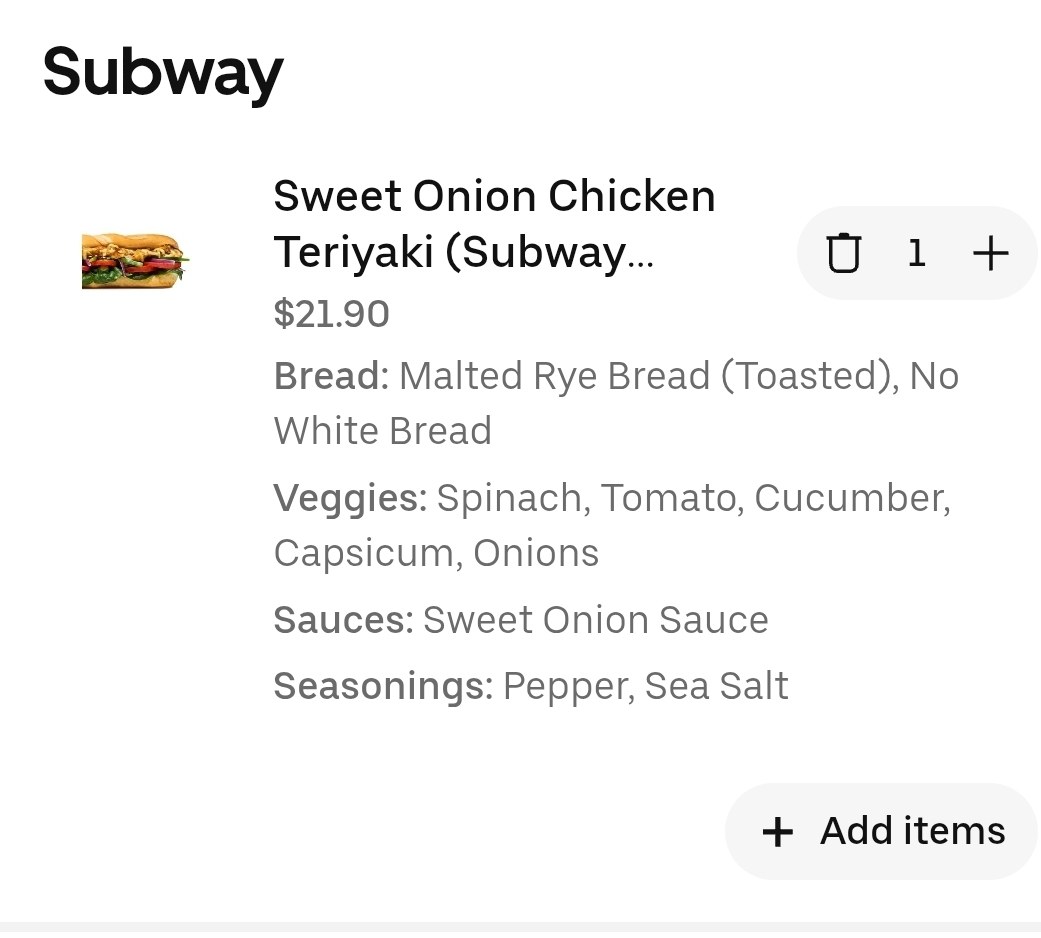 Subway
Sweet Onion Chicken
Teriyaki (Subway...
1
$21.90
Bread: Malted Rye Bread (Toasted), No
White Bread
Veggies: Spinach, Tomato, Cucumber,
Capsicum, Onions
Sauces: Sweet Onion Sauce
Seasonings: Pepper, Sea Salt
+ Add items